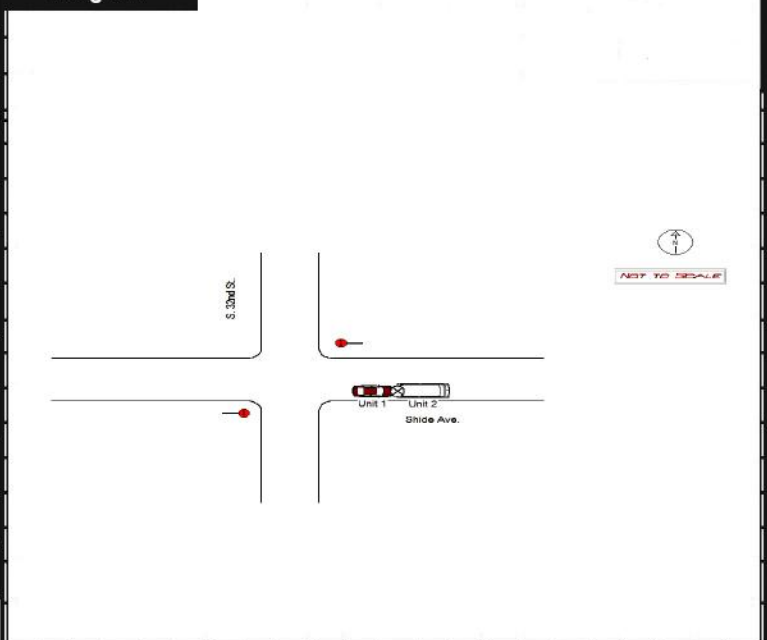 N
NOT TO SCALE
S. 32nd St.
Unit 1
Unit 2
Shide Ave.